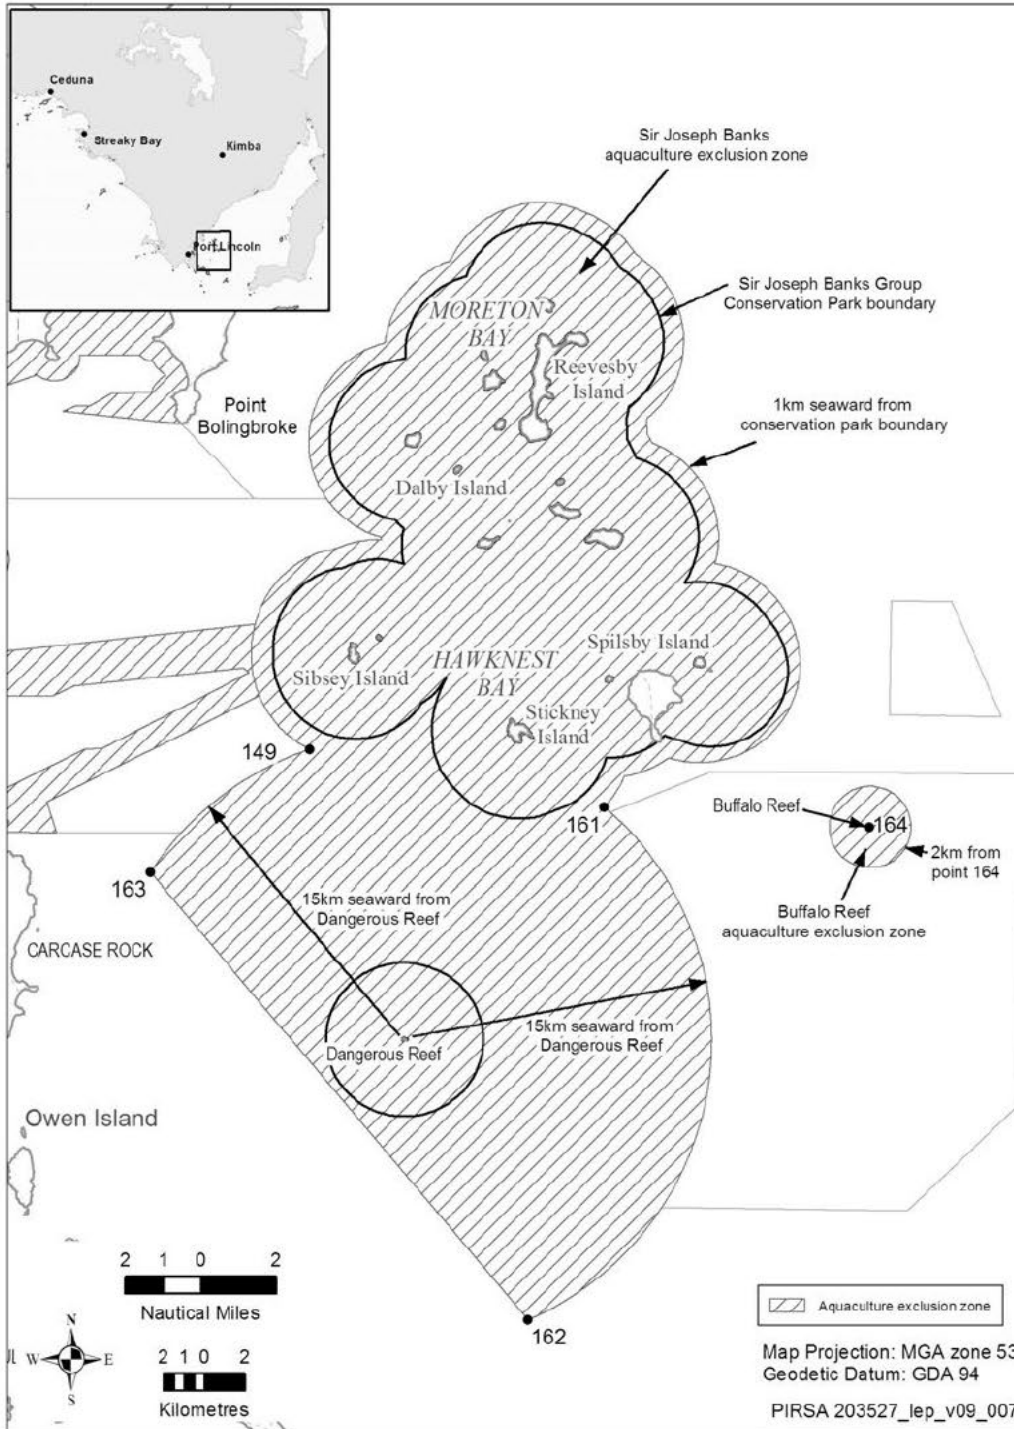 Ceduna
Streaky Bay
Kimba
Port Lincoln
Sir Joseph Banks
aquaculture exclusion zone
Sir Joseph Banks Group
Conservation Park boundary
MORETON
BAY
Reevesby
Island
Point
Bolingbroke
1km seaward from
conservation park boundary
Dalby Island
Spilsby Island
HAWKNEST
BAY
Sibsey Island
Stickney
Island
149
161
Buffalo Reef
164
2km from
point 164
163
Buffalo Reef
aquaculture exclusion zone
15km seaward from
Dangerous Reef
CARCASE ROCK
15km seaward from
Dangerous Reef
Dangerous Reef
Owen Island
2 1 0 2
Nautical Miles
162
Aquaculture exclusion zone
N
W E
S
2 1 0 2
Kilometres
Map Projection: MGA zone 53
Geodetic Datum: GDA 94
PIRSA 203527_lep_v09_007